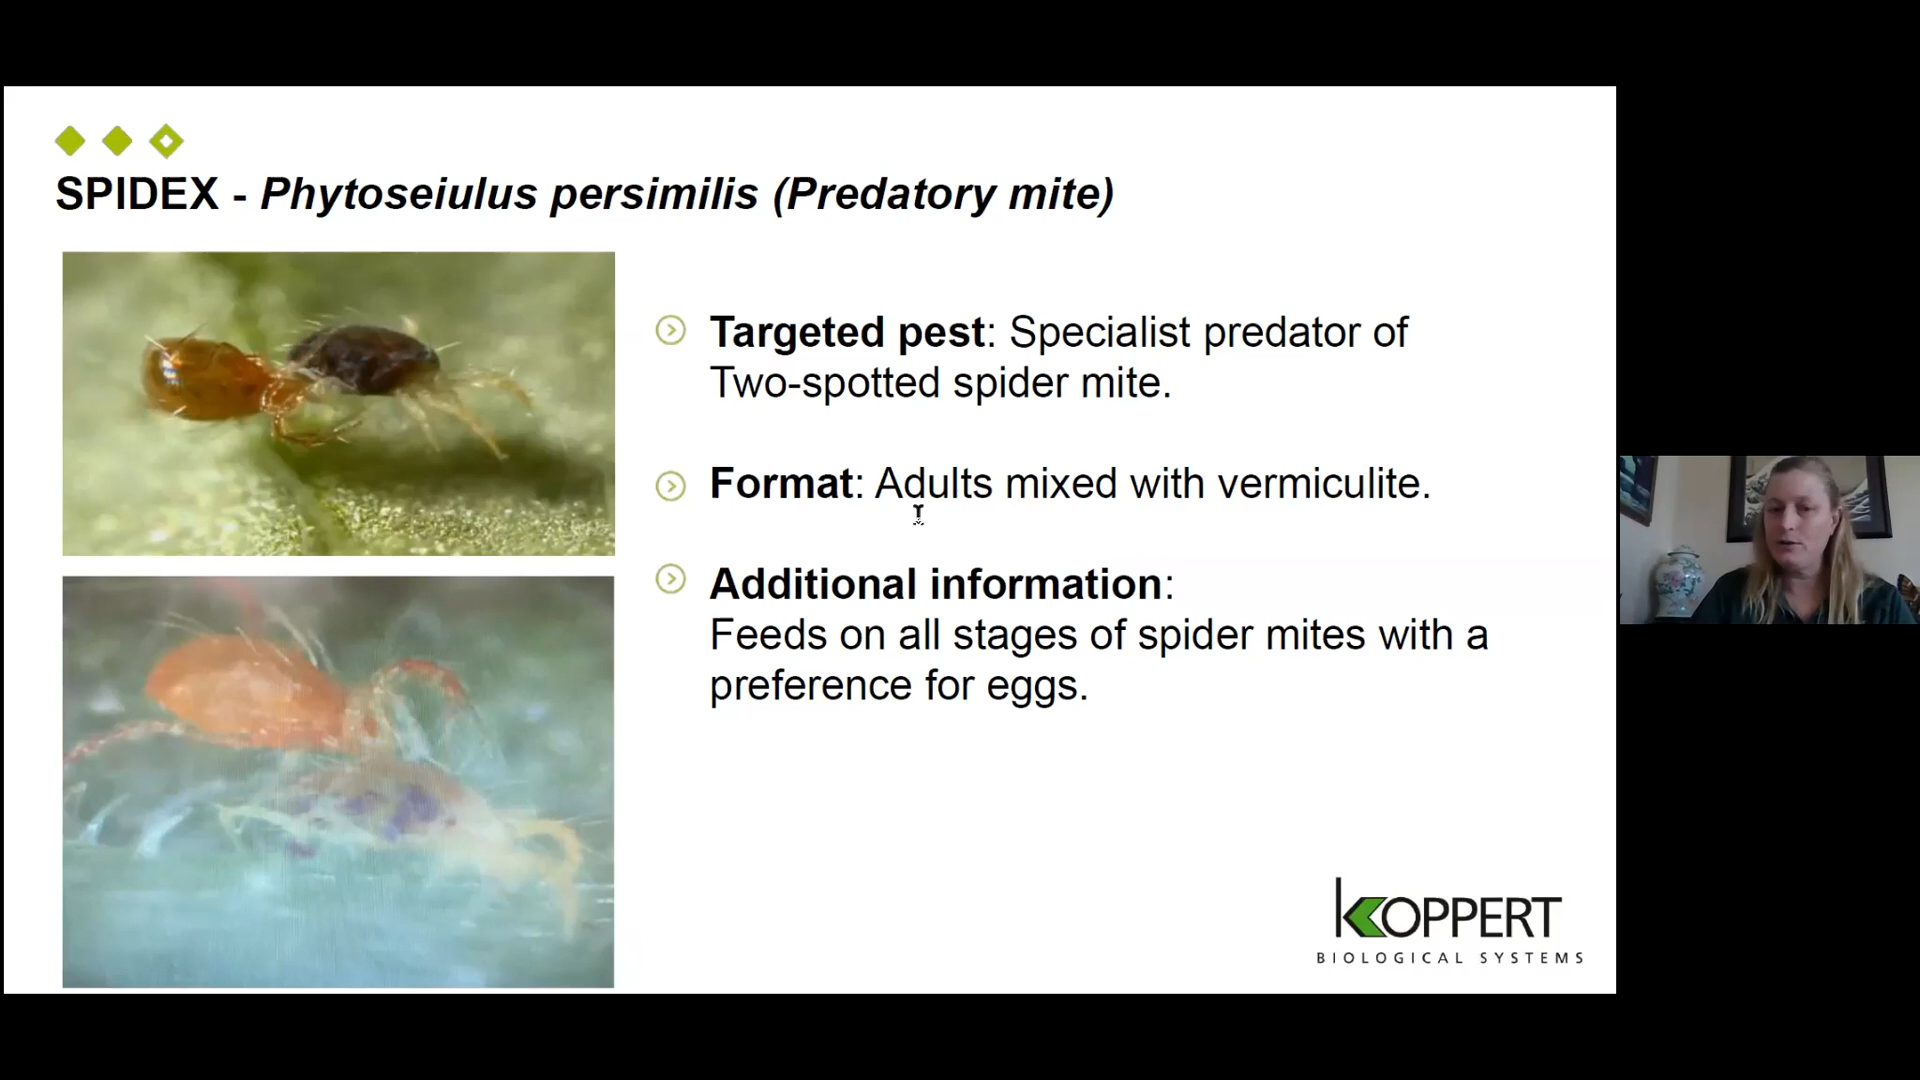 SPIDEX - Phytoseiulus persimilis (Predatory mite)
Targeted pest: Specialist predator of
Two-spotted spider mite.
Format: Adults mixed with vermiculite.
Additional information:
Feeds on all stages of spider mites with a
preference for eggs.
KOPPERT
BIOLOGICAL SYSTEMS